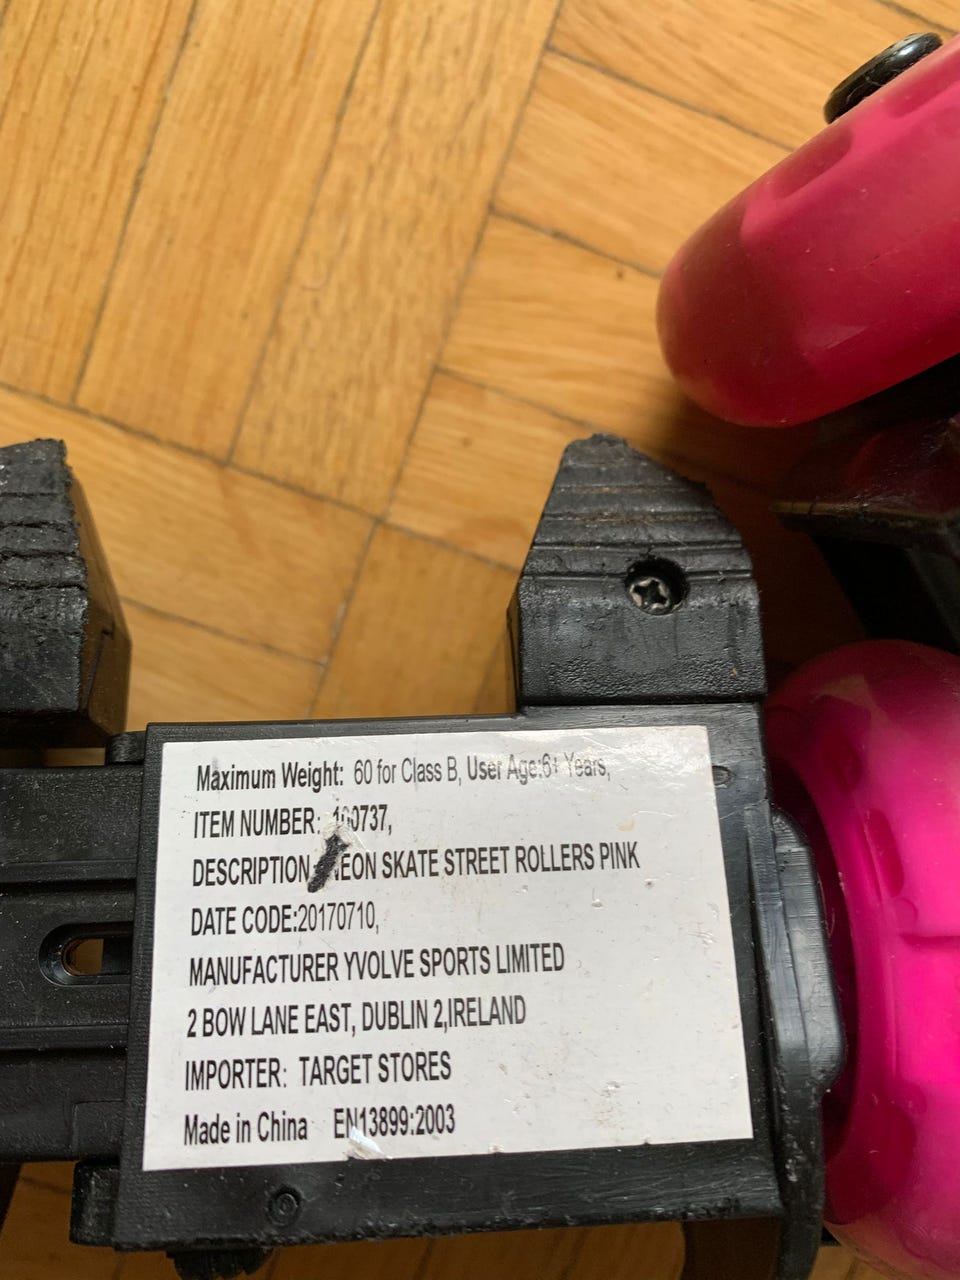 Maximum Weight: 60 for Class B, User Age:6+ Years,
ITEM NUMBER: 100737,
DESCRIPTION: NEON SKATE STREET ROLLERS PINK
DATE CODE:20170710,
MANUFACTURER YVOLVE SPORTS LIMITED
2 BOW LANE EAST, DUBLIN 2,IRELAND
IMPORTER: TARGET STORES
Made in China EN13899:2003